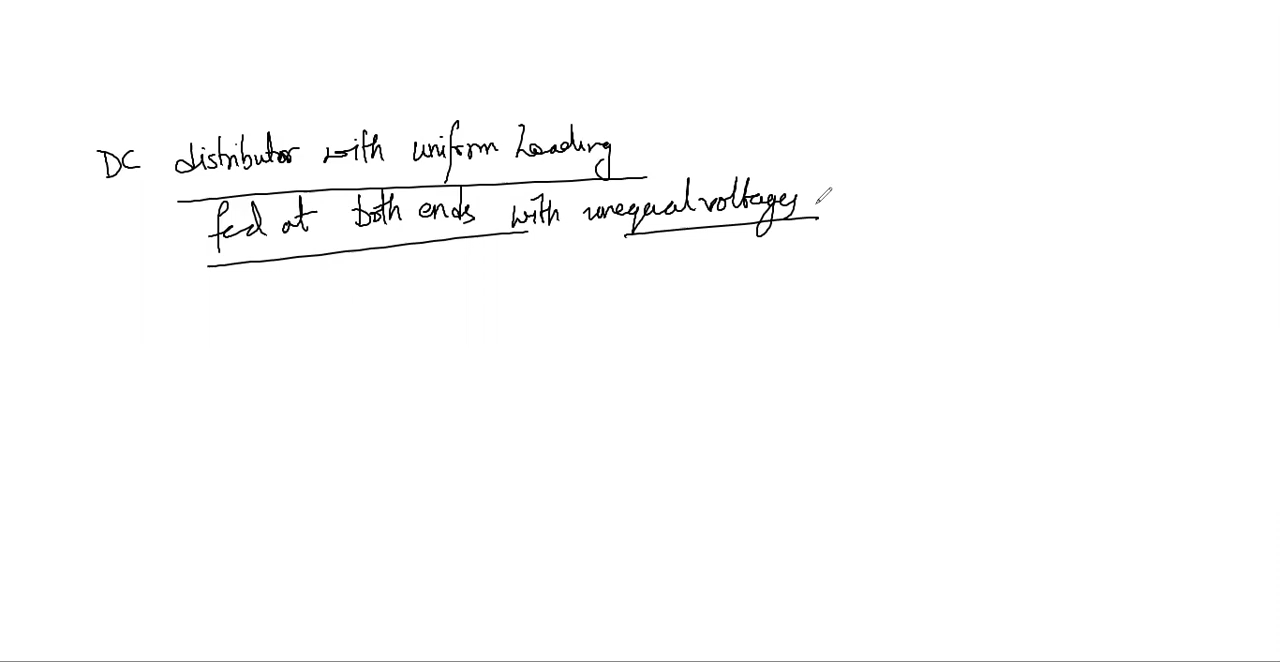 DC distributor with uniform Loading
fed at both ends with unequal voltages